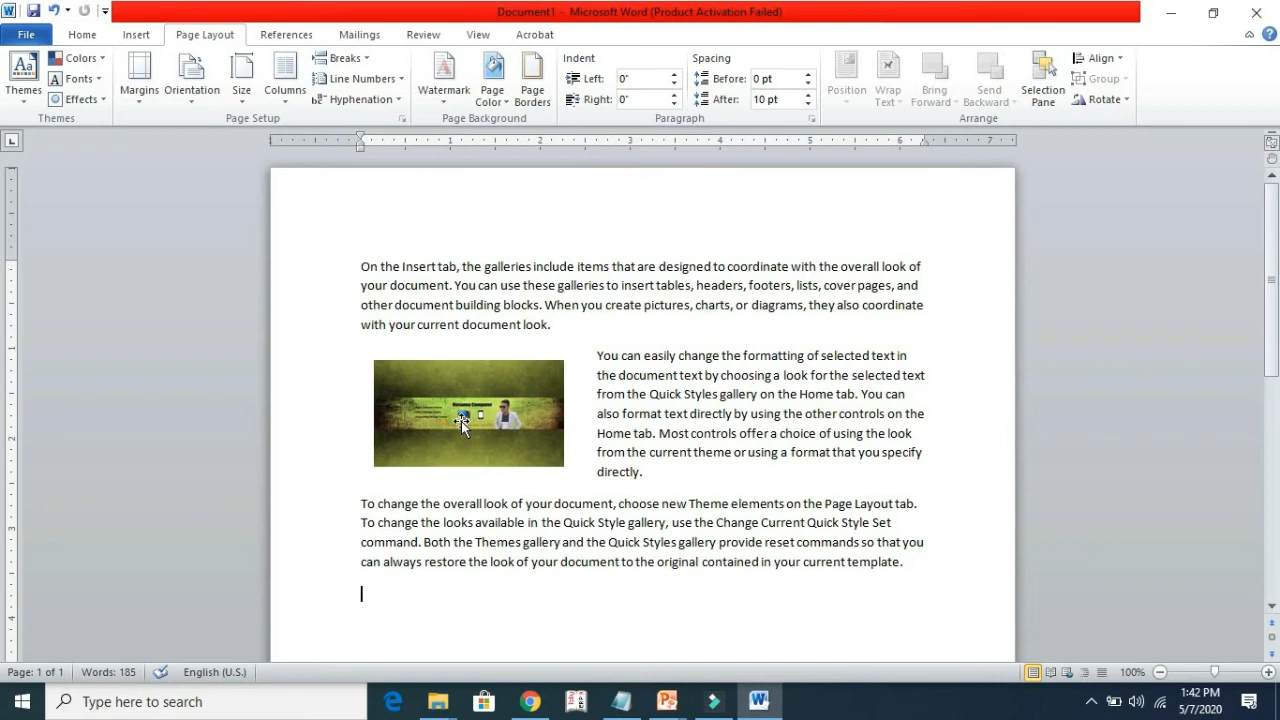 Document1 - Microsoft Word (Product Activation Failed)
File Home Insert Page Layout References Mailings Review View Acrobat
Themes
Colors
Fonts
Effects
Themes
Margins
Orientation
Size
Columns
Breaks
Line Numbers
Hyphenation
Page Setup
Watermark
Page Color
Page Borders
Page Background
Indent
Left: 0"
Right: 0"
Spacing
Before: 0 pt
After: 10 pt
Paragraph
Position
Wrap Text
Bring Forward
Send Backward
Selection Pane
Align
Group
Rotate
Arrange
1 2 3 4 5 6 7
On the Insert tab, the galleries include items that are designed to coordinate with the overall look of
your document. You can use these galleries to insert tables, headers, footers, lists, cover pages, and
other document building blocks. When you create pictures, charts, or diagrams, they also coordinate
with your current document look.
You can easily change the formatting of selected text in
the document text by choosing a look for the selected text
from the Quick Styles gallery on the Home tab. You can
also format text directly by using the other controls on the
Home tab. Most controls offer a choice of using the look
from the current theme or using a format that you specify
directly.
To change the overall look of your document, choose new Theme elements on the Page Layout tab.
To change the looks available in the Quick Style gallery, use the Change Current Quick Style Set
command. Both the Themes gallery and the Quick Styles gallery provide reset commands so that you
can always restore the look of your document to the original contained in your current template.
Page: 1 of 1 Words: 185 English (U.S.) 100%
Type here to search
1:42 PM
5/7/2020